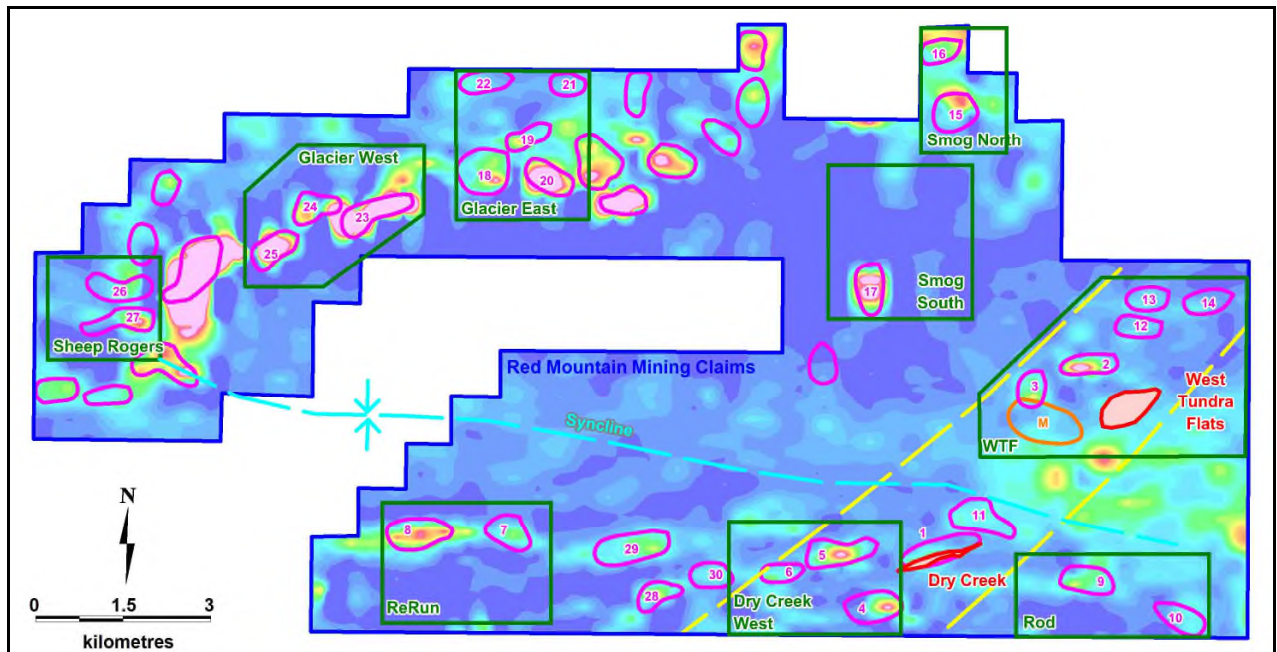 16
22
21
15
Smog North
19
Glacier West
18
20
Glacier East
24
23
25
26
27
Sheep Rogers
17
Smog
South
13
14
12
2
3
West
Tundra
Flats
M
WTF
Red Mountain Mining Claims
Syncline
N
8
7
29
30
28
ReRun
5
6
4
Dry Creek
West
1
11
Dry Creek
9
10
Rod
0 1.5 3
kilometres